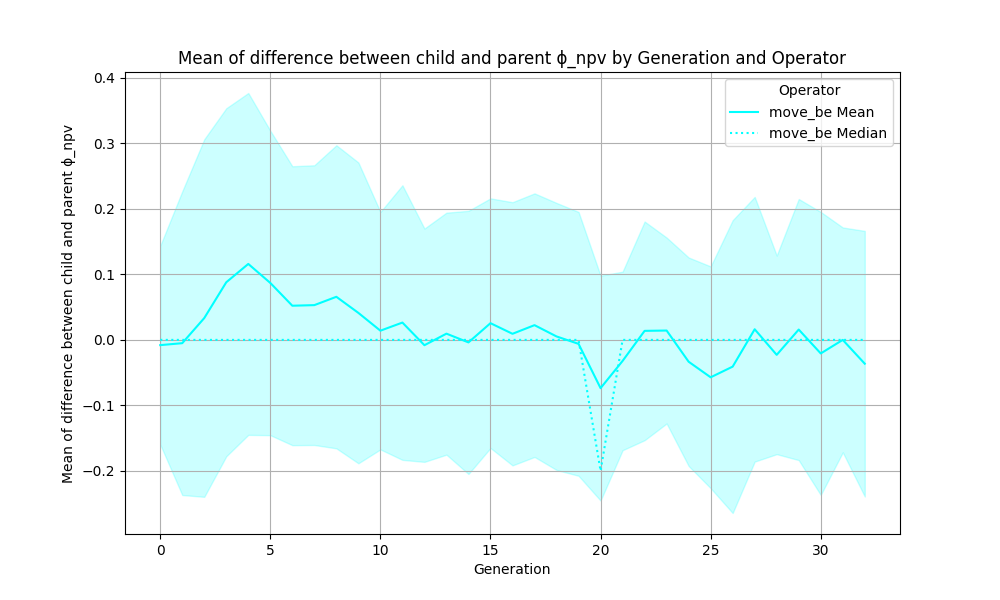 Mean of difference between child and parent ϕ_npv by Generation and Operator
Mean of difference between child and parent ϕ_npv
0.4
0.3
0.2
0.1
0.0
−0.1
−0.2
Operator
move_be Mean
move_be Median
0 5 10 15 20 25 30
Generation